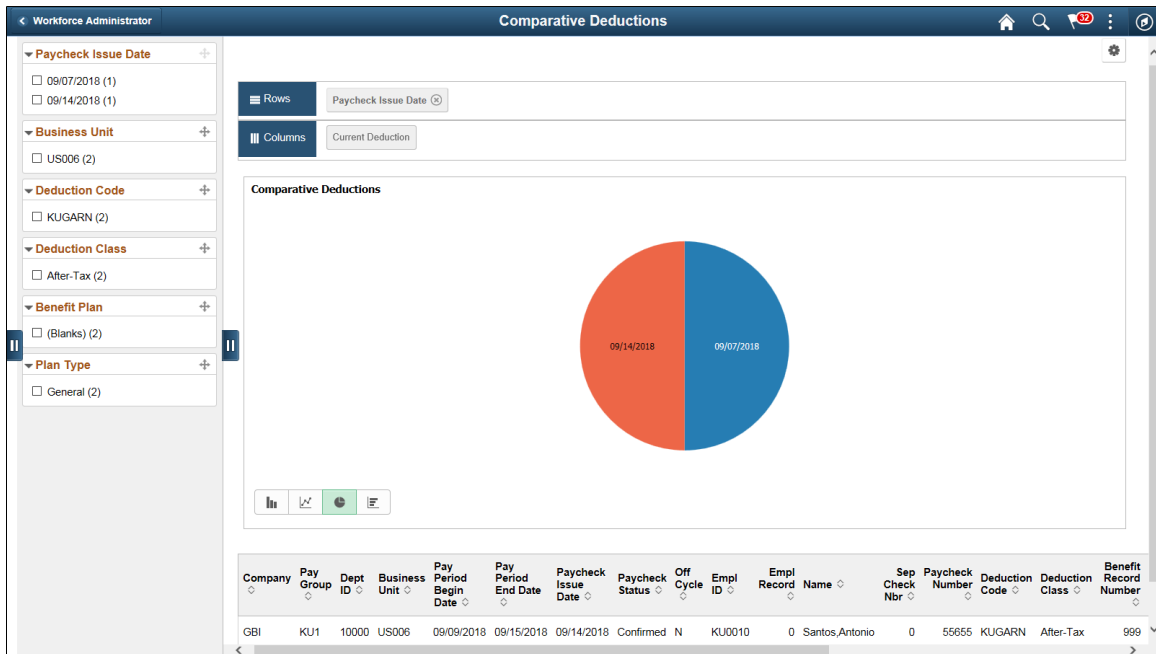 Workforce Administrator
Comparative Deductions
32
Paycheck Issue Date
09/07/2018 (1)
09/14/2018 (1)
Business Unit
US006 (2)
Deduction Code
KUGARN (2)
Deduction Class
After-Tax (2)
Benefit Plan
(Blanks) (2)
Plan Type
General (2)
Rows
Paycheck Issue Date
Columns
Current Deduction
Comparative Deductions
09/14/2018
09/07/2018
Company
Pay
Group
Dept
ID
Business
Unit
Pay
Period
Begin
Date
Pay
Period
End Date
Paycheck
Issue
Date
Paycheck
Status
Off
Cycle
Empl
ID
Empl
Record
Name
Sep
Check
Nbr
Paycheck
Number
Deduction
Code
Deduction
Class
Benefit
Record
Number
GBI KU1 10000 US006 09/09/2018 09/15/2018 09/14/2018 Confirmed N KU0010 0 Santos,Antonio 0 55655 KUGARN After-Tax 999